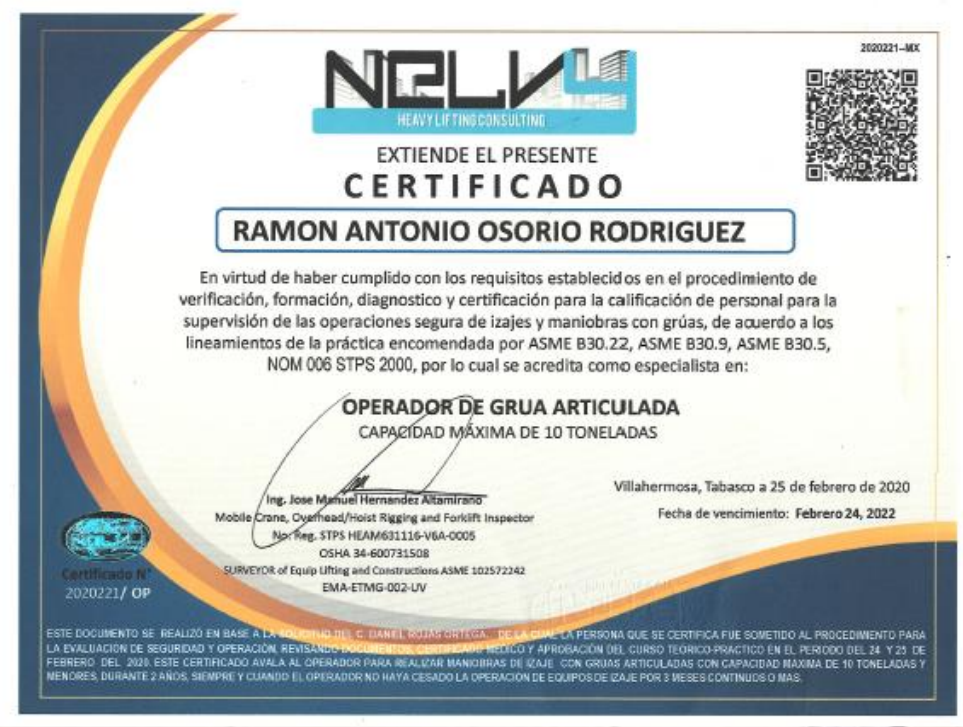 2020221-MX
NELV4
HEAVY LIFTING CONSULTING
EXTIENDE EL PRESENTE
CERTIFICADO
RAMON ANTONIO OSORIO RODRIGUEZ
En virtud de haber cumplido con los requisitos establecidos en el procedimiento de
verificación, formación, diagnostico y certificación para la calificación de personal para la
supervisión de las operaciones segura de izajes y maniobras con grúas, de acuerdo a los
lineamientos de la práctica encomendada por ASME B30.22, ASME B30.9, ASME B30.5,
NOM 006 STPS 2000, por lo cual se acredita como especialista en:
OPERADOR DE GRUA ARTICULADA
CAPACIDAD MÁXIMA DE 10 TONELADAS
Ing. Jose Manuel Hernandez Altamirano
Mobile Crane, Overhead/Hoist Rigging and Forklift Inspector
No. Reg. STPS HEAM631116-V6A-0005
OSHA 34-600731508
SURVEYOR of Equip Lifting and Constructions ASME 102572242
EMA-ETMG-002-UV
Villahermosa, Tabasco a 25 de febrero de 2020
Fecha de vencimiento: Febrero 24, 2022
Certificado N°
2020221/ OP
ESTE DOCUMENTO SE REALIZÓ EN BASE A LA SOLICITUD DEL C. DANIEL ROJAS ORTEGA. DE LA CUAL LA PERSONA QUE SE CERTIFICA FUE SOMETIDO AL PROCEDIMIENTO PARA
LA EVALUACION DE SEGURIDAD Y OPERACIÓN, REVISANDO DOCUMENTOS, CERTIFICADO MEDICO Y APROBACIÓN DEL CURSO TEORICO-PRACTICO EN EL PERIODO DEL 24 Y 25 DE
FEBRERO DEL 2020. ESTE CERTIFICADO AVALA AL OPERADOR PARA REALIZAR MANIOBRAS DE IZAJE CON GRUAS ARTICULADAS CON CAPACIDAD MAXIMA DE 10 TONELADAS Y
MENORES, DURANTE 2 AÑOS, SIEMPRE Y CUANDO EL OPERADOR NO HAYA CESADO LA OPERACIÓN DE EQUIPOS DE IZAJE POR 3 MESES CONTINUOS O MAS.